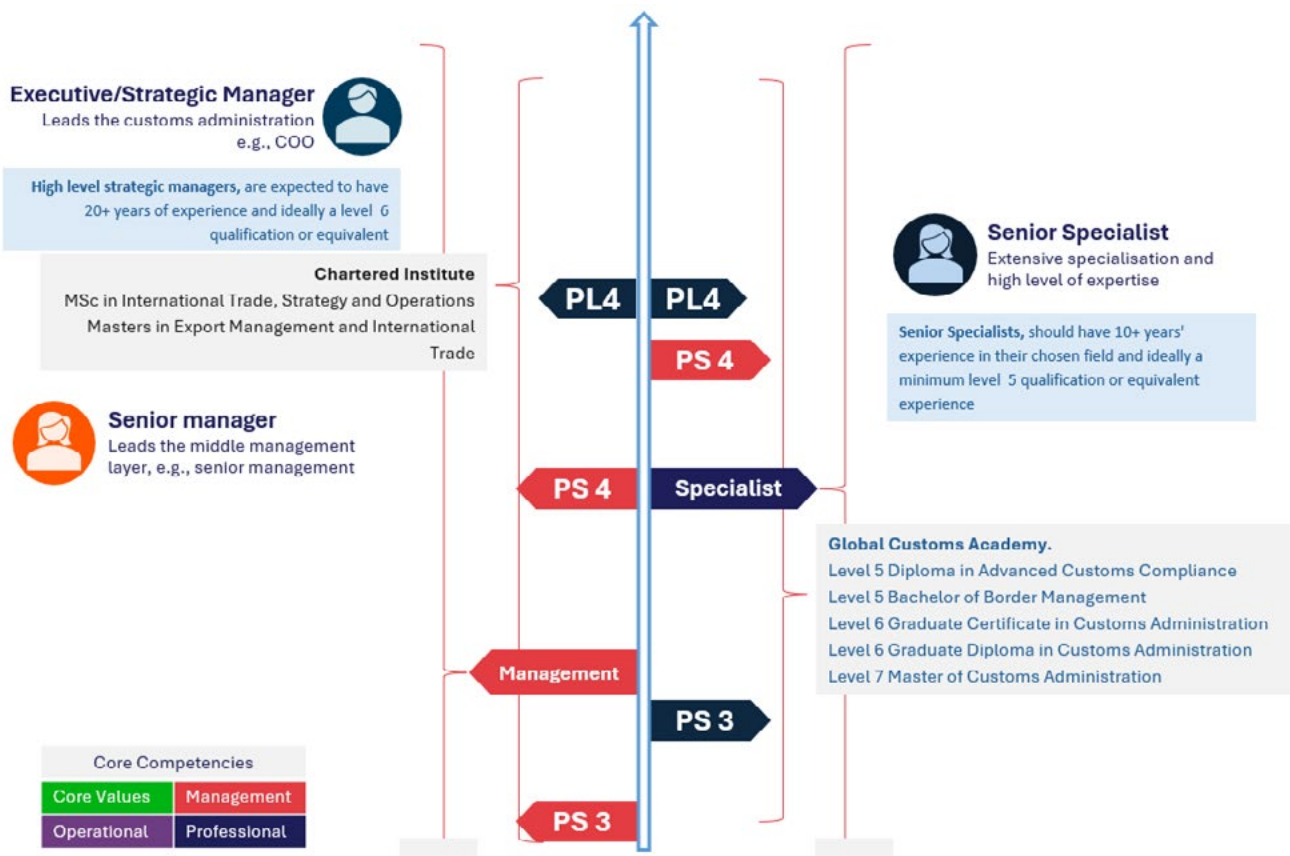 Executive/Strategic Manager
Leads the customs administration
e.g., COO
High level strategic managers, are expected to have
20+ years of experience and ideally a level 6
qualification or equivalent
Chartered Institute
MSc in International Trade, Strategy and Operations
Masters in Export Management and International
Trade
Senior manager
Leads the middle management
layer, e.g., senior management
PL4
PL4
PS 4
PS 4
Specialist
Management
PS 3
PS 3
Senior Specialist
Extensive specialisation and
high level of expertise
Senior Specialists, should have 10+ years'
experience in their chosen field and ideally a
minimum level 5 qualification or equivalent
experience
Global Customs Academy.
Level 5 Diploma in Advanced Customs Compliance
Level 5 Bachelor of Border Management
Level 6 Graduate Certificate in Customs Administration
Level 6 Graduate Diploma in Customs Administration
Level 7 Master of Customs Administration
Core Competencies
Core Values
Management
Operational
Professional